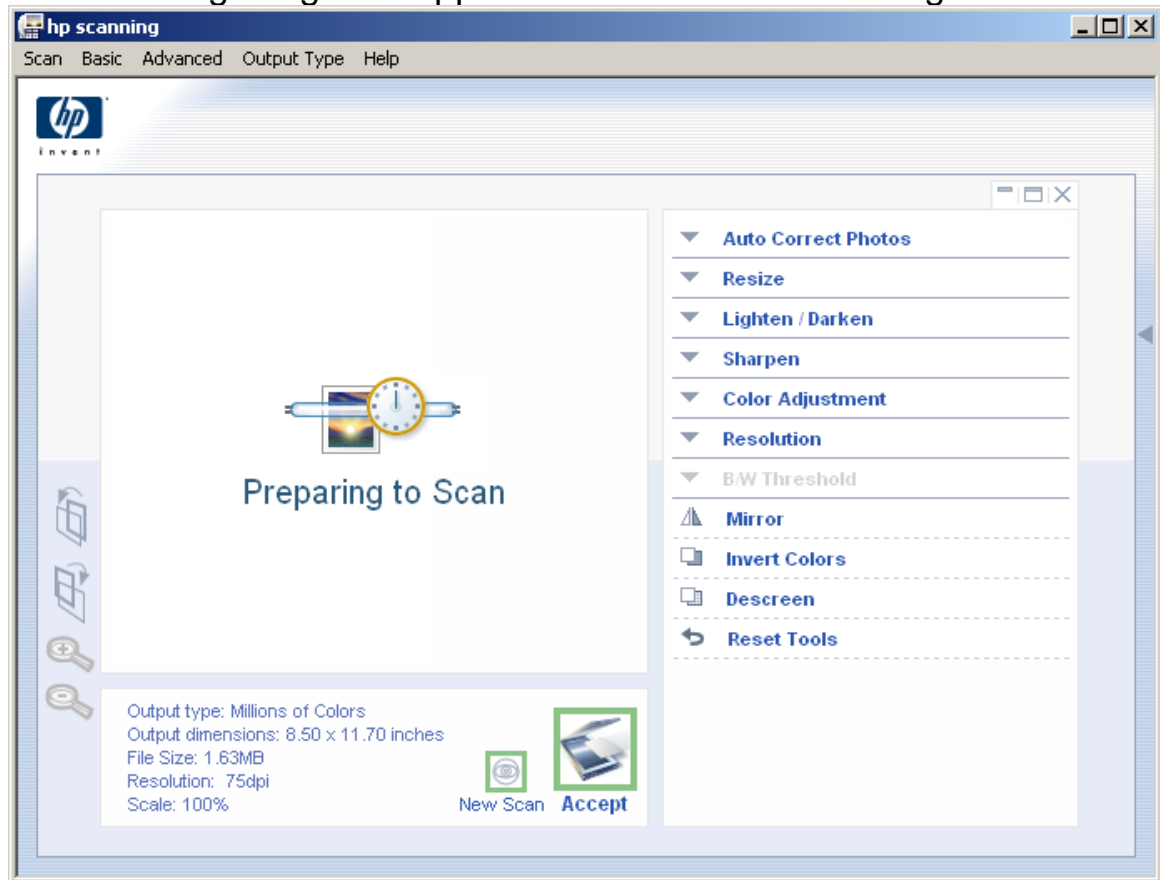 hp scanning
Scan Basic Advanced Output Type Help
hp
invent
Auto Correct Photos
Resize
Lighten / Darken
Sharpen
Color Adjustment
Resolution
B/W Threshold
Mirror
Invert Colors
Descreen
Reset Tools
Preparing to Scan
Output type: Millions of Colors
Output dimensions: 8.50 x 11.70 inches
File Size: 1.63MB
Resolution: 75dpi
Scale: 100%
New Scan Accept